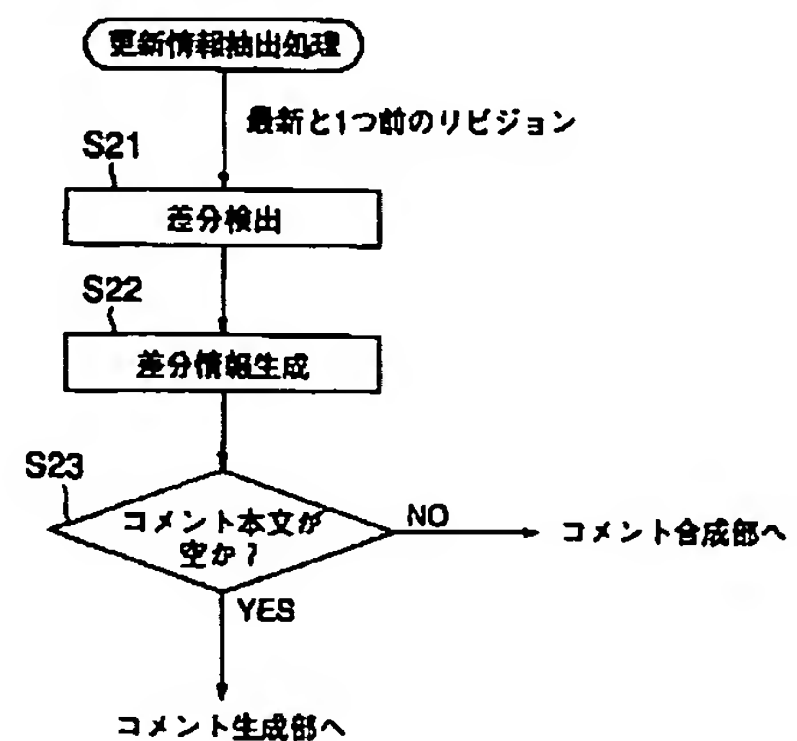 更新情報抽出処理
最新と1つ前のリビジョン
S21
差分検出
S22
差分情報生成
S23
コメント本文が
空か?
NO
コメント合成部へ
YES
コメント生成部へ